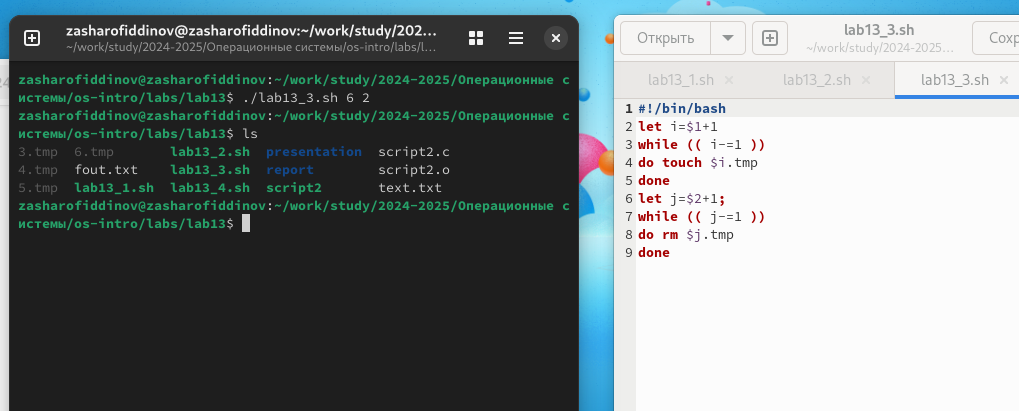 zasharofiddinov@zasharofiddinov:~/work/study/202…
~/work/study/2024-2025/Операционные системы/os-intro/labs/l…
zasharofiddinov@zasharofiddinov:~/work/study/2024-2025/Операционные с
истемы/os-intro/labs/lab13$ ./lab13_3.sh 6 2
zasharofiddinov@zasharofiddinov:~/work/study/2024-2025/Операционные с
истемы/os-intro/labs/lab13$ ls
3.tmp 6.tmp lab13_2.sh presentation script2.c
4.tmp fout.txt lab13_3.sh report script2.o
5.tmp lab13_1.sh lab13_4.sh script2 text.txt
zasharofiddinov@zasharofiddinov:~/work/study/2024-2025/Операционные с
истемы/os-intro/labs/lab13$
Открыть
lab13_3.sh
~/work/study/2024-2025…
Сох
lab13_1.sh lab13_2.sh lab13_3.sh
1 #!/bin/bash
2 let i=$1+1
3 while (( i-=1 ))
4 do touch $i.tmp
5 done
6 let j=$2+1;
7 while (( j-=1 ))
8 do rm $j.tmp
9 done